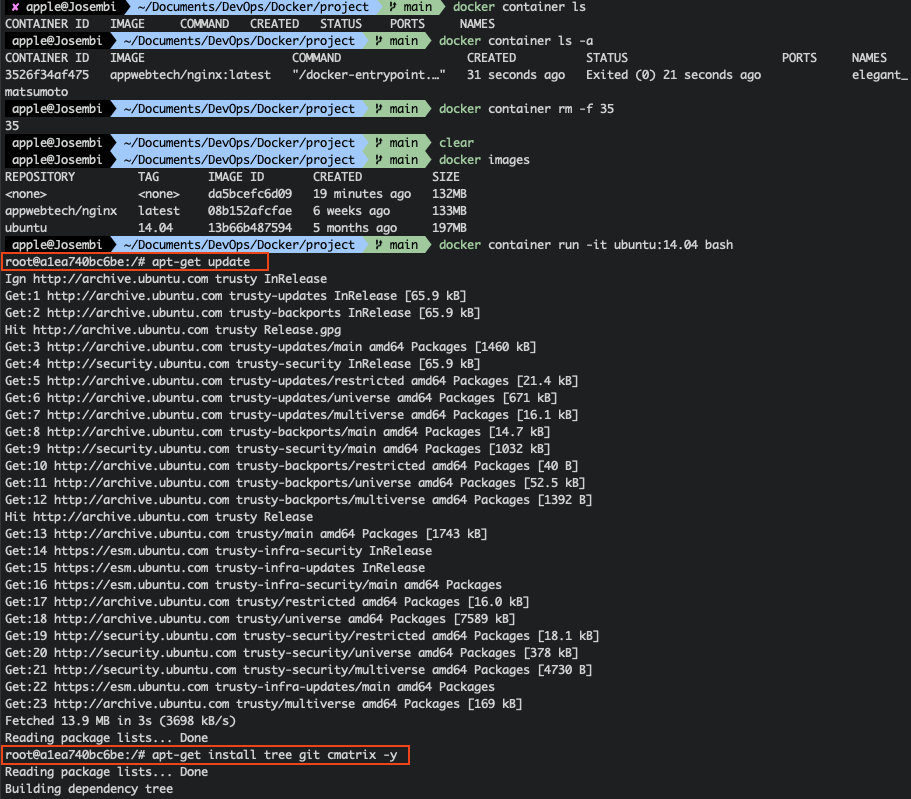 ✘ apple@Josembi ~/Documents/DevOps/Docker/project main docker container ls
CONTAINER ID IMAGE COMMAND CREATED STATUS PORTS NAMES
apple@Josembi ~/Documents/DevOps/Docker/project main docker container ls -a
CONTAINER ID IMAGE COMMAND CREATED STATUS PORTS NAMES
3526f34af475 appwebtech/nginx:latest "/docker-entrypoint.…" 31 seconds ago Exited (0) 21 seconds ago elegant_
matsumoto
apple@Josembi ~/Documents/DevOps/Docker/project main docker container rm -f 35
35
apple@Josembi ~/Documents/DevOps/Docker/project main clear
apple@Josembi ~/Documents/DevOps/Docker/project main docker images
REPOSITORY TAG IMAGE ID CREATED SIZE
<none> <none> da5bcefc6d09 19 minutes ago 132MB
appwebtech/nginx latest 08b152afcfae 6 weeks ago 133MB
ubuntu 14.04 13b66b487594 5 months ago 197MB
apple@Josembi ~/Documents/DevOps/Docker/project main docker container run -it ubuntu:14.04 bash
root@a1ea740bc6be:/# apt-get update
Ign http://archive.ubuntu.com trusty InRelease
Get:1 http://archive.ubuntu.com trusty-updates InRelease [65.9 kB]
Get:2 http://archive.ubuntu.com trusty-backports InRelease [65.9 kB]
Hit http://archive.ubuntu.com trusty Release.gpg
Get:3 http://archive.ubuntu.com trusty-updates/main amd64 Packages [1460 kB]
Get:4 http://security.ubuntu.com trusty-security InRelease [65.9 kB]
Get:5 http://archive.ubuntu.com trusty-updates/restricted amd64 Packages [21.4 kB]
Get:6 http://archive.ubuntu.com trusty-updates/universe amd64 Packages [671 kB]
Get:7 http://archive.ubuntu.com trusty-updates/multiverse amd64 Packages [16.1 kB]
Get:8 http://archive.ubuntu.com trusty-backports/main amd64 Packages [14.7 kB]
Get:9 http://security.ubuntu.com trusty-security/main amd64 Packages [1032 kB]
Get:10 http://archive.ubuntu.com trusty-backports/restricted amd64 Packages [40 B]
Get:11 http://archive.ubuntu.com trusty-backports/universe amd64 Packages [52.5 kB]
Get:12 http://archive.ubuntu.com trusty-backports/multiverse amd64 Packages [1392 B]
Hit http://archive.ubuntu.com trusty Release
Get:13 http://archive.ubuntu.com trusty/main amd64 Packages [1743 kB]
Get:14 https://esm.ubuntu.com trusty-infra-security InRelease
Get:15 https://esm.ubuntu.com trusty-infra-updates InRelease
Get:16 https://esm.ubuntu.com trusty-infra-security/main amd64 Packages
Get:17 http://archive.ubuntu.com trusty/restricted amd64 Packages [16.0 kB]
Get:18 http://archive.ubuntu.com trusty/universe amd64 Packages [7589 kB]
Get:19 http://security.ubuntu.com trusty-security/restricted amd64 Packages [18.1 kB]
Get:20 http://security.ubuntu.com trusty-security/universe amd64 Packages [378 kB]
Get:21 http://security.ubuntu.com trusty-security/multiverse amd64 Packages [4730 B]
Get:22 https://esm.ubuntu.com trusty-infra-updates/main amd64 Packages
Get:23 http://archive.ubuntu.com trusty/multiverse amd64 Packages [169 kB]
Fetched 13.9 MB in 3s (3698 kB/s)
Reading package lists... Done
root@a1ea740bc6be:/# apt-get install tree git cmatrix -y
Reading package lists... Done
Building dependency tree